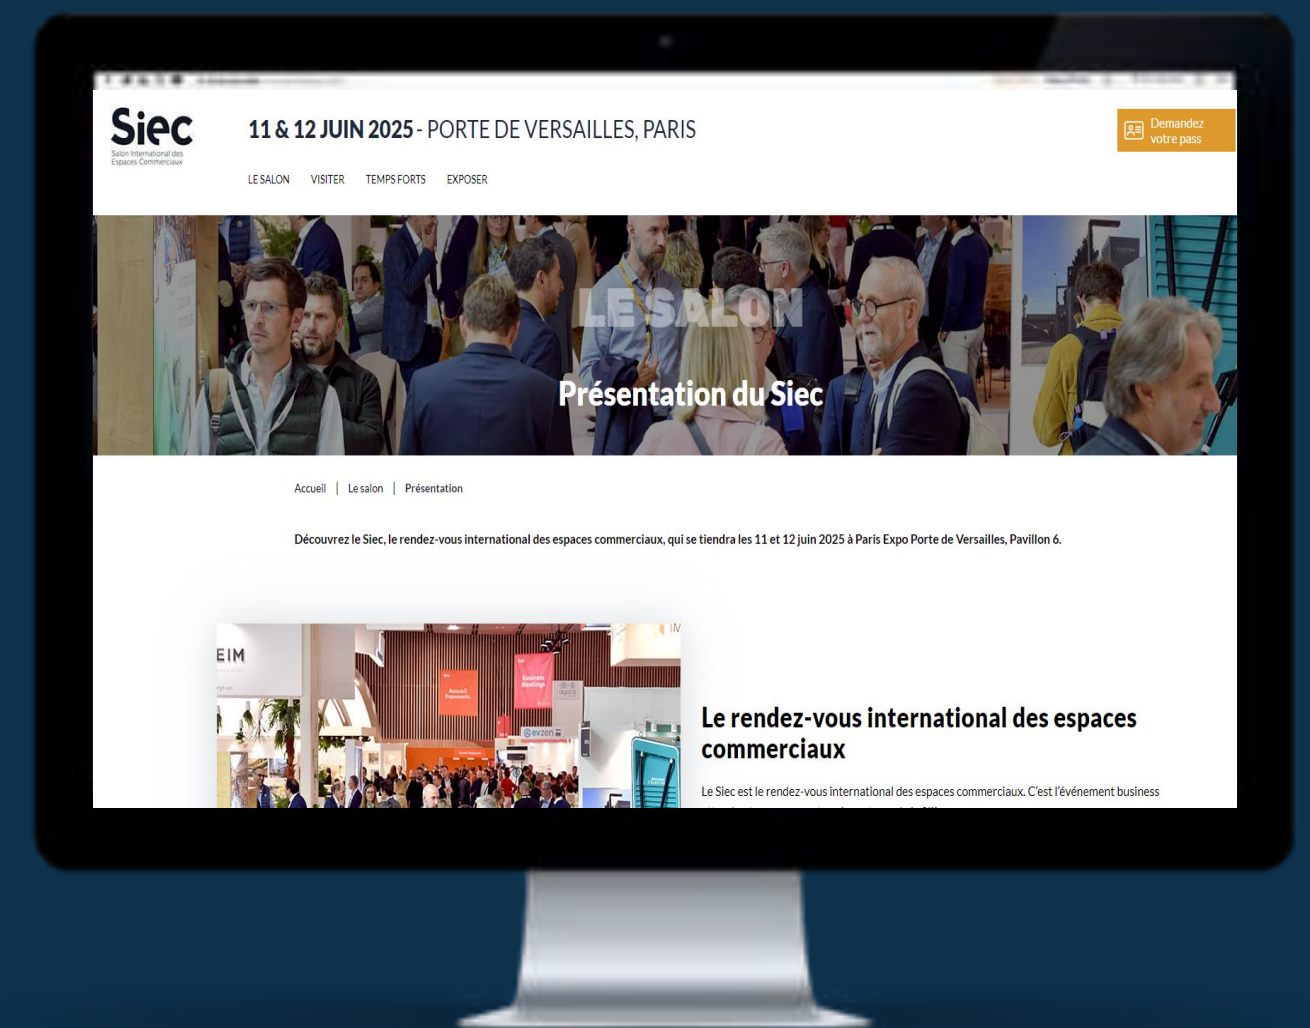 Siec
Salon International des
Espaces Commerciaux
11 & 12 JUIN 2025 - PORTE DE VERSAILLES, PARIS
Demandez
votre pass
LE SALON VISITER TEMPS FORTS EXPOSER
LE SALON
Présentation du Siec
Accueil | Le salon | Présentation
Découvrez le Siec, le rendez-vous international des espaces commerciaux, qui se tiendra les 11 et 12 juin 2025 à Paris Expo Porte de Versailles, Pavillon 6.
EIM
Accueil
Exposants
Business
Meetings
agora
evzen
Le rendez-vous international des espaces
commerciaux
Le Siec est le rendez-vous international des espaces commerciaux. C'est l'événement business